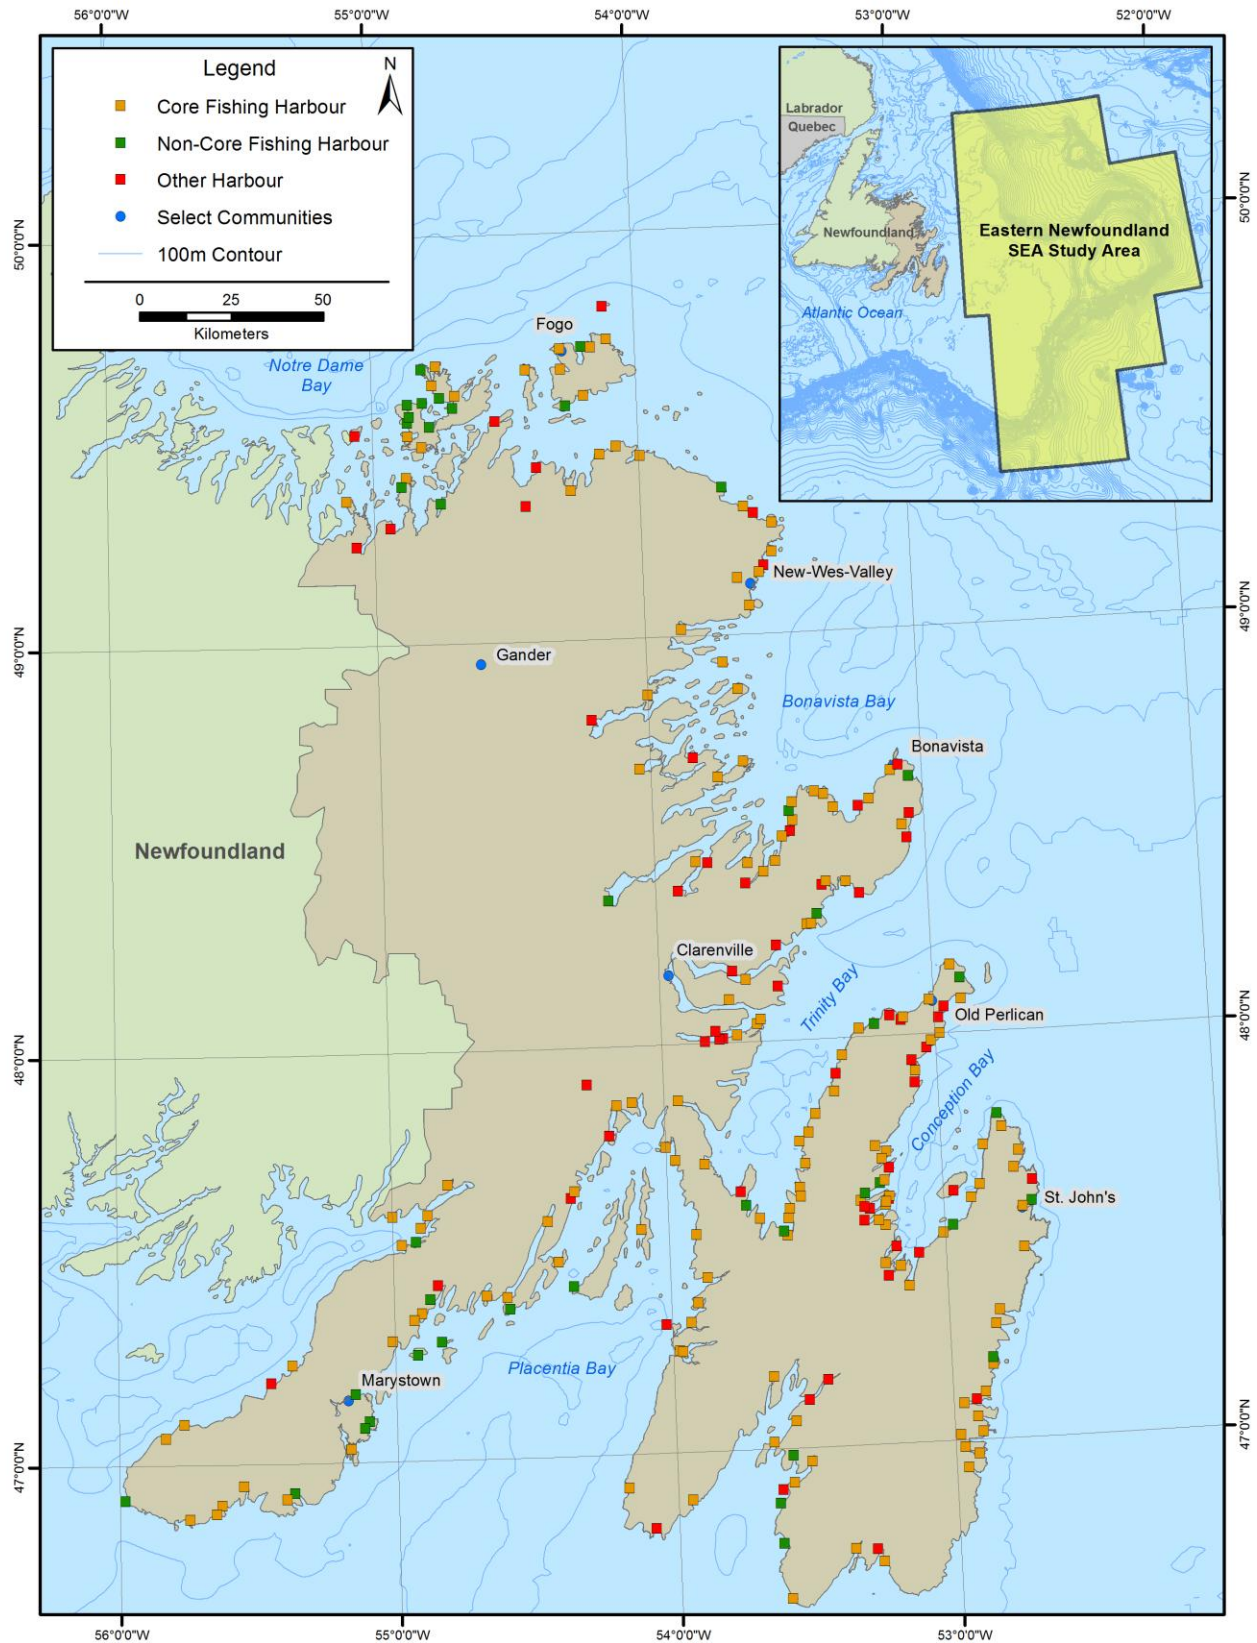 56°0'0"W
55°0'0"W
54°0'0"W
53°0'0"W
52°0'0"W
Legend
N
Core Fishing Harbour
Non-Core Fishing Harbour
Other Harbour
Select Communities
100m Contour
0 25 50
Kilometers
Labrador
Quebec
Newfoundland
Atlantic Ocean
Eastern Newfoundland
SEA Study Area
50°0'0"N
50°0'0"N
Fogo
Notre Dame
Bay
New-Wes-Valley
49°0'0"N
49°0'0"N
Gander
Bonavista Bay
Bonavista
Newfoundland
Clarenville
Trinity Bay
Old Perlican
48°0'0"N
48°0'0"N
Conception Bay
St. John's
Placentia Bay
Marystown
47°0'0"N
47°0'0"N
56°0'0"W
55°0'0"W
54°0'0"W
53°0'0"W